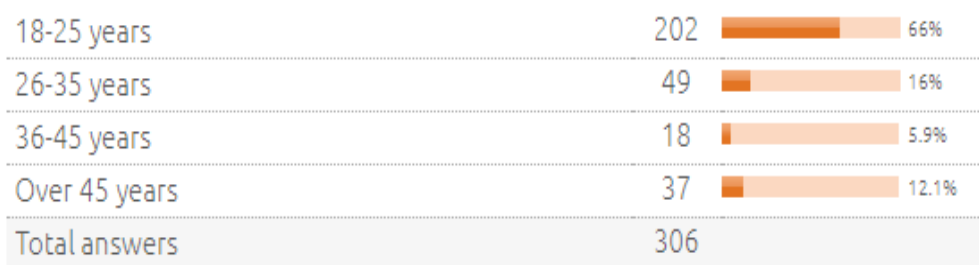 18-25 years 202 66%
26-35 years 49 16%
36-45 years 18 5.9%
Over 45 years 37 12.1%
Total answers 306